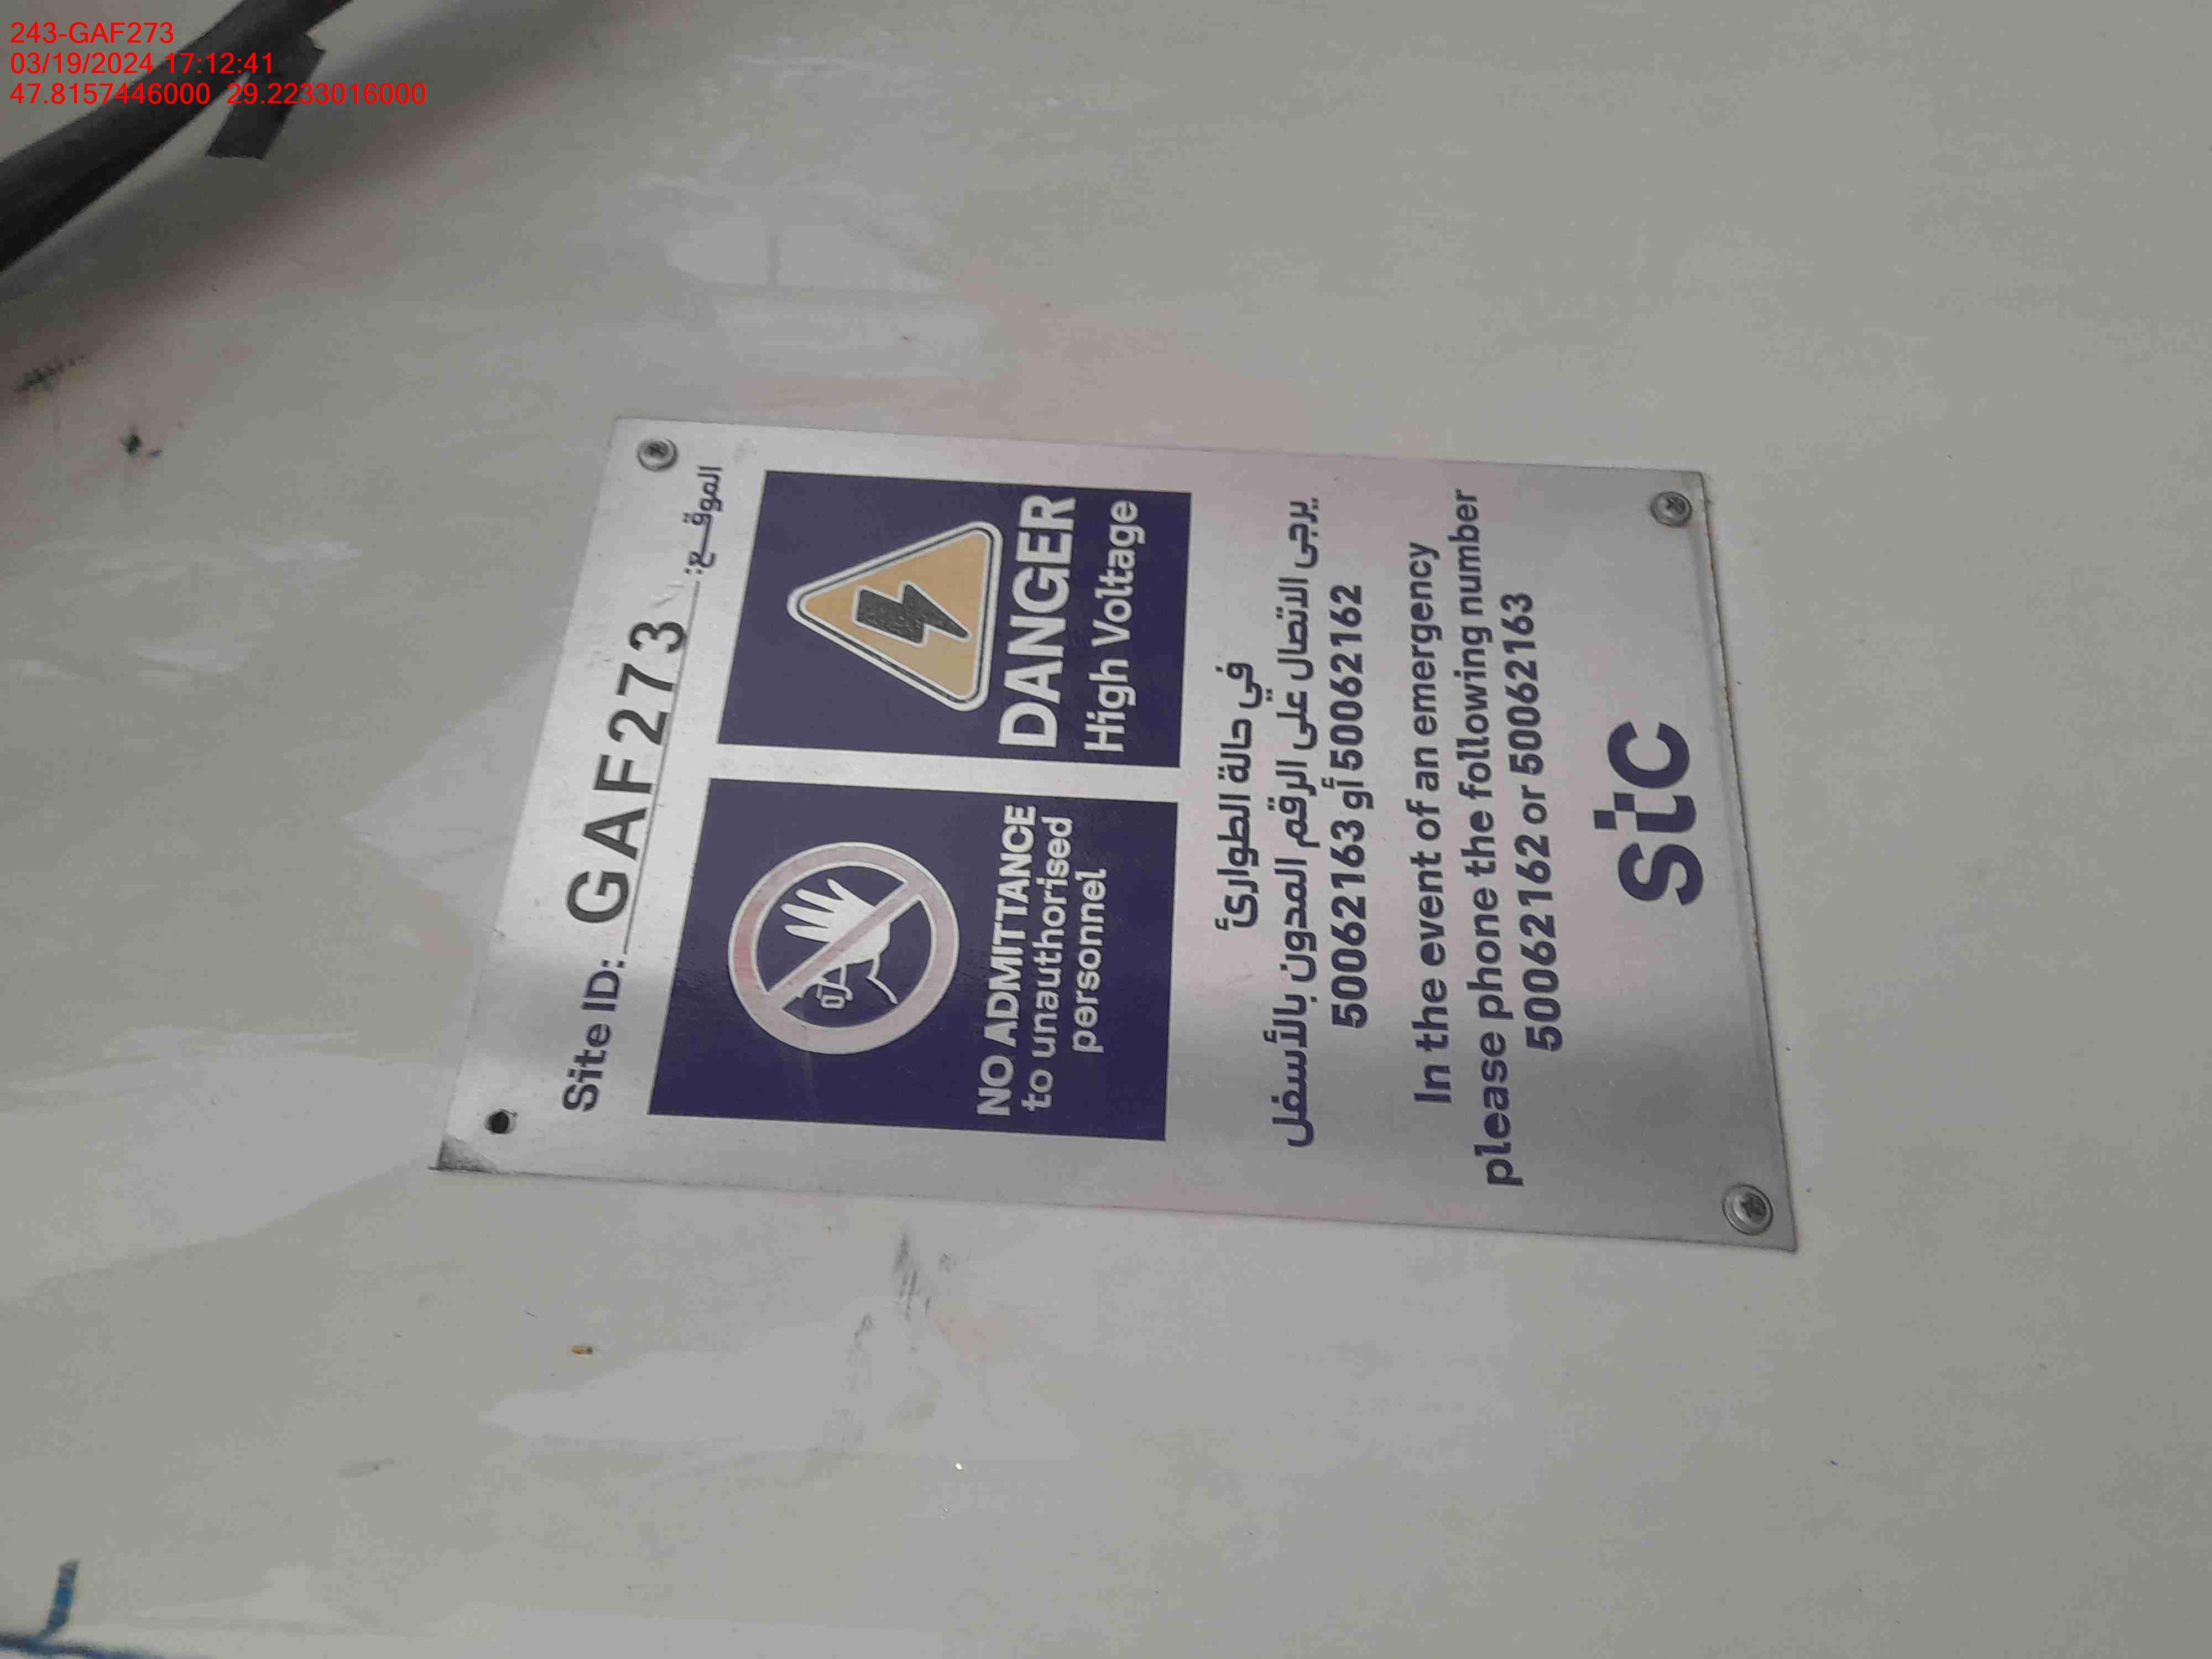 243-GAF273
03/19/2024 17:12:41
47.8157446000 29.2233016000
Site ID: GAF273 الموقـع:
NO ADMITTANCE
to unauthorised
personnel
DANGER
High Voltage
في حالة الطوارئ
يرجى الاتصال على الرقم المدون بالأسفل
50062162 أو 50062163
In the event of an emergency
please phone the following number
50062162 or 50062163
stc